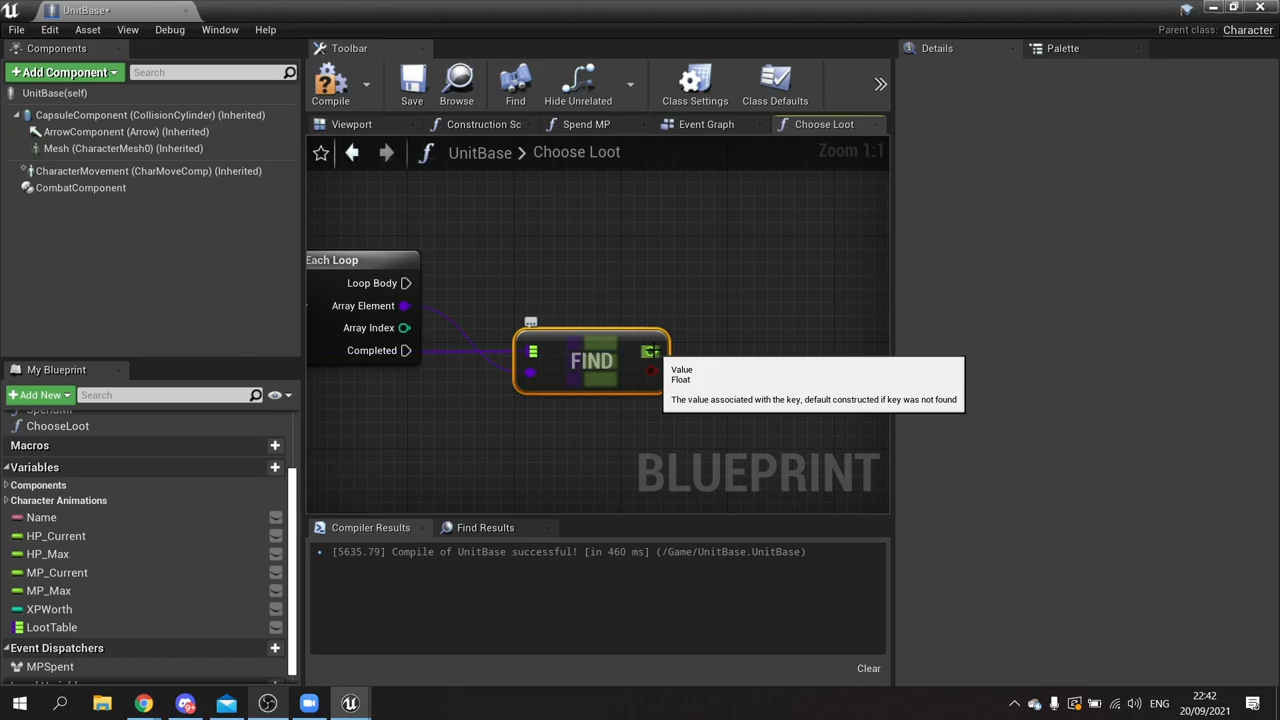 UnitBase*
File Edit Asset View Debug Window Help
Parent class: Character
Components
Toolbar
Details
Palette
+Add Component
Search
UnitBase(self)
CapsuleComponent (CollisionCylinder) (Inherited)
ArrowComponent (Arrow) (Inherited)
Mesh (CharacterMesh0) (Inherited)
CharacterMovement (CharMoveComp) (Inherited)
CombatComponent
Compile
Save
Browse
Find
Hide Unrelated
Class Settings
Class Defaults
Viewport
Construction Sc
Spend MP
Event Graph
Choose Loot
UnitBase > Choose Loot
Zoom 1:1
Each Loop
Loop Body
Array Element
Array Index
Completed
FIND
Value
Float
The value associated with the key, default constructed if key was not found
BLUEPRINT
My Blueprint
+Add New
Search
ChooseLoot
Macros
Variables
Components
Character Animations
Name
HP_Current
HP_Max
MP_Current
MP_Max
XPWorth
LootTable
Event Dispatchers
MPSpent
Compiler Results
Find Results
[5635.79] Compile of UnitBase successful! [in 460 ms] (/Game/UnitBase.UnitBase)
Clear
ENG
22:42
20/09/2021